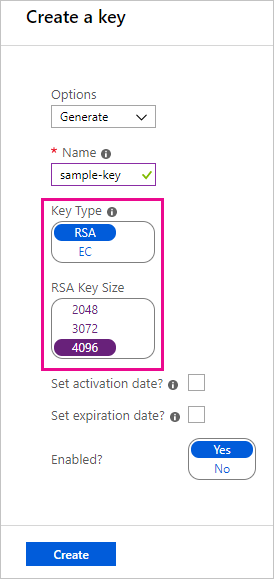 Create a key
Options
Generate
* Name
sample-key
Key Type
RSA
EC
RSA Key Size
2048
3072
4096
Set activation date?
Set expiration date?
Enabled?
Yes
No
Create